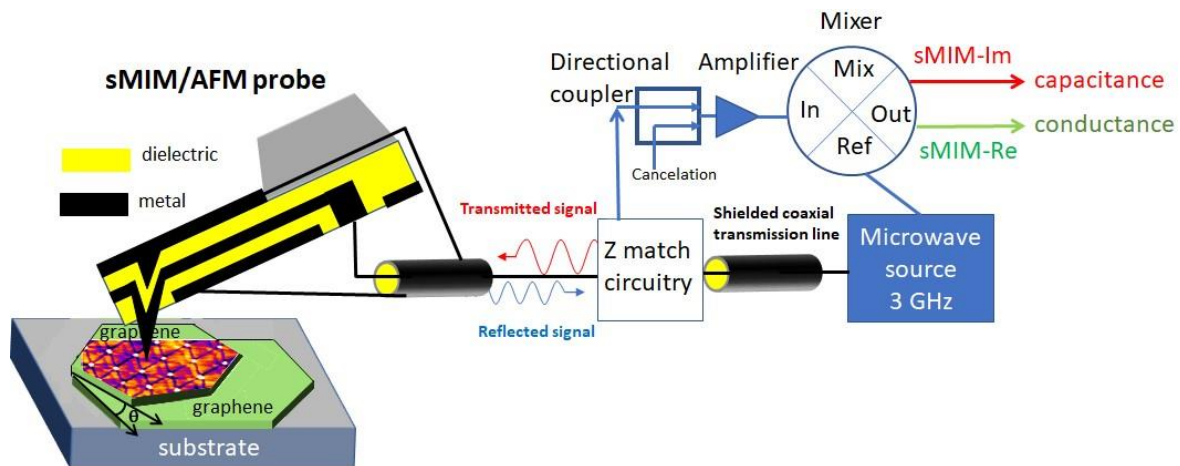 sMIM/AFM probe
dielectric
metal
graphene
graphene
θ
substrate
Transmitted signal
Reflected signal
Z match
circuitry
Directional
coupler
Cancelation
Amplifier
Mixer
Mix
In
Out
Ref
sMIM-Im
capacitance
sMIM-Re
conductance
Shielded coaxial
transmission line
Microwave
source
3 GHz